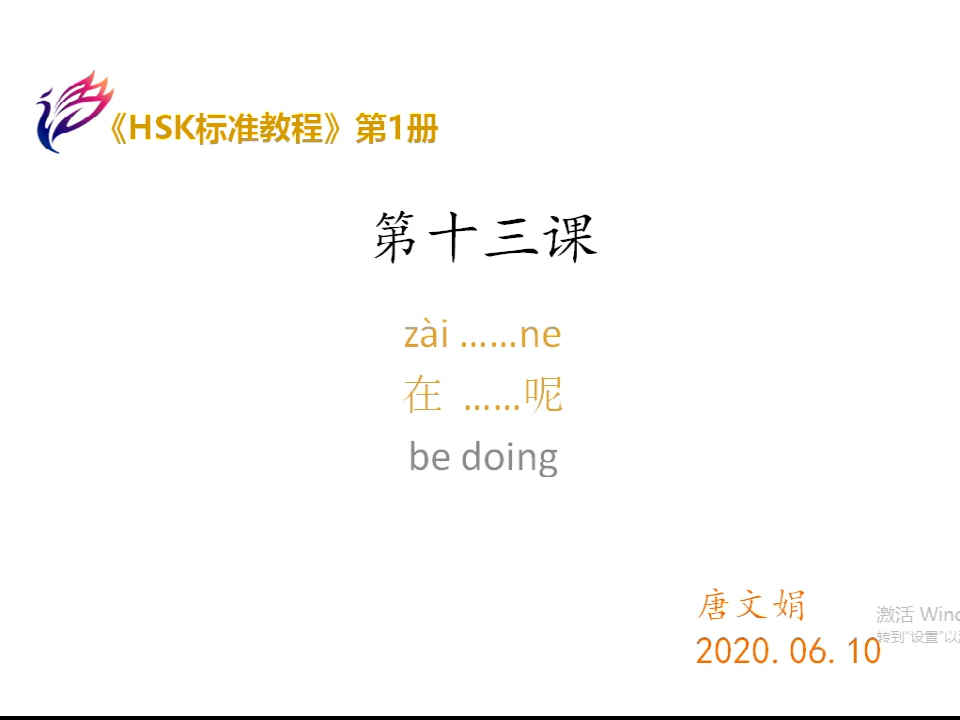 《HSK标准教程》第1册
第十三课
zài ……ne
在 ……呢
be doing
唐文娟
2020.06.10
激活 Winc
转到“设置”以